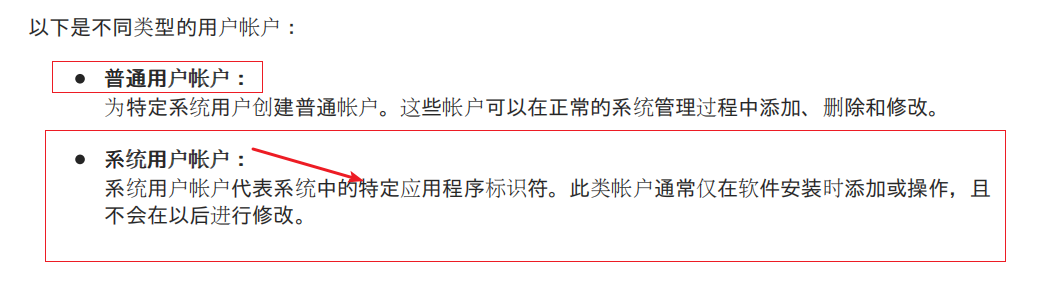 以下是不同类型的用户帐户：
● 普通用户帐户：
为特定系统用户创建普通帐户。这些帐户可以在正常的系统管理过程中添加、删除和修改。
● 系统用户帐户：
系统用户帐户代表系统中的特定应用程序标识符。此类帐户通常仅在软件安装时添加或操作，且
不会在以后进行修改。